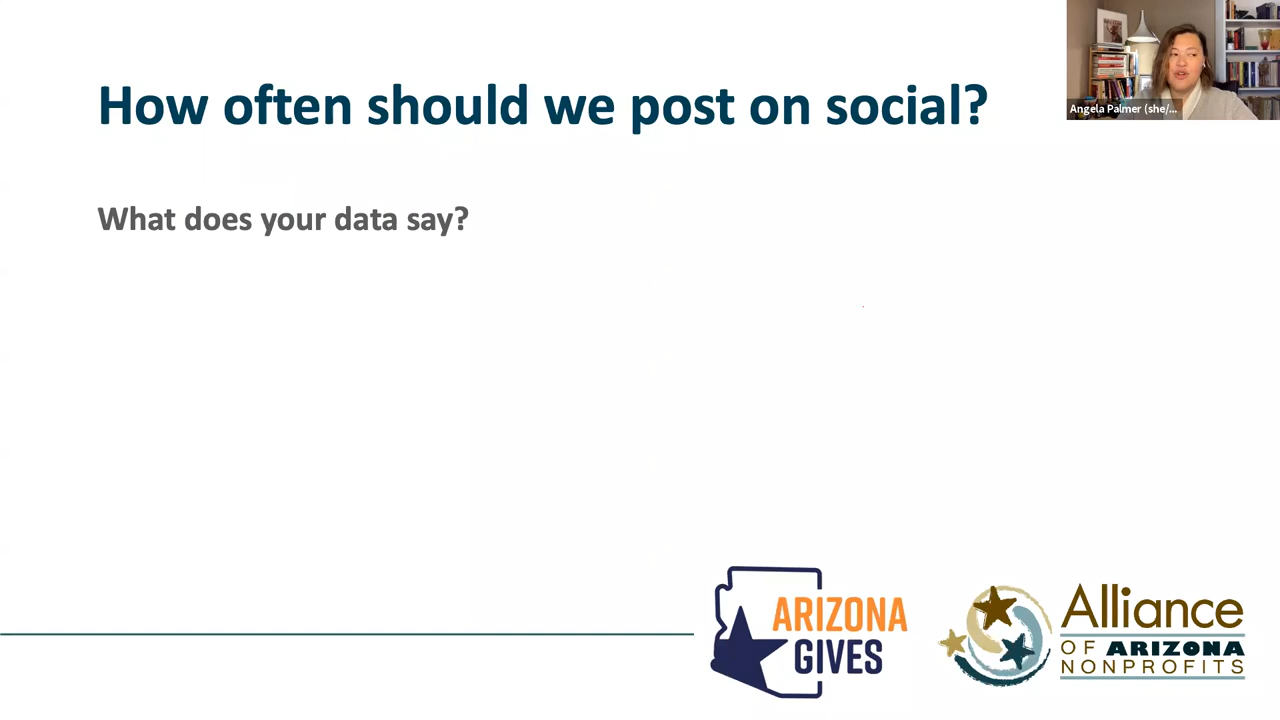 How often should we post on social?
Angela Palmer (she/...
What does your data say?
ARIZONA
GIVES
Alliance
OF ARIZONA
NONPROFITS